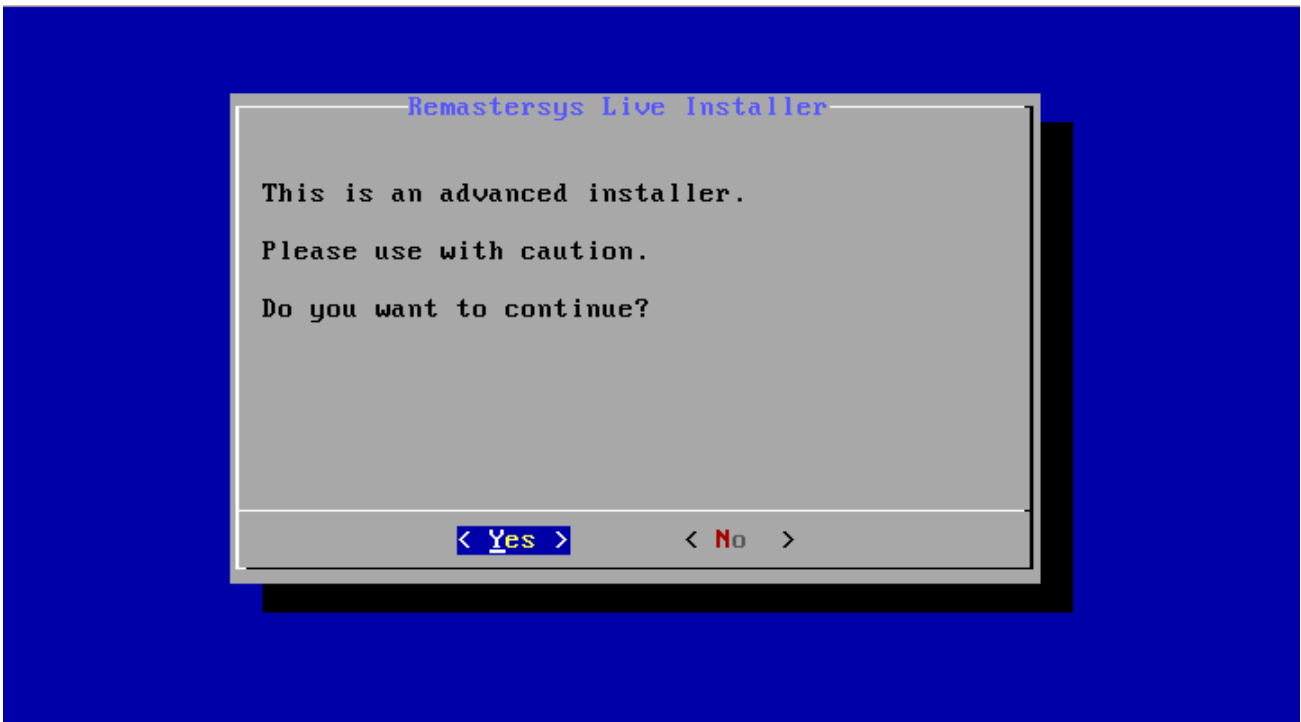 Remastersys Live Installer
This is an advanced installer.
Please use with caution.
Do you want to continue?
< Yes > < No >